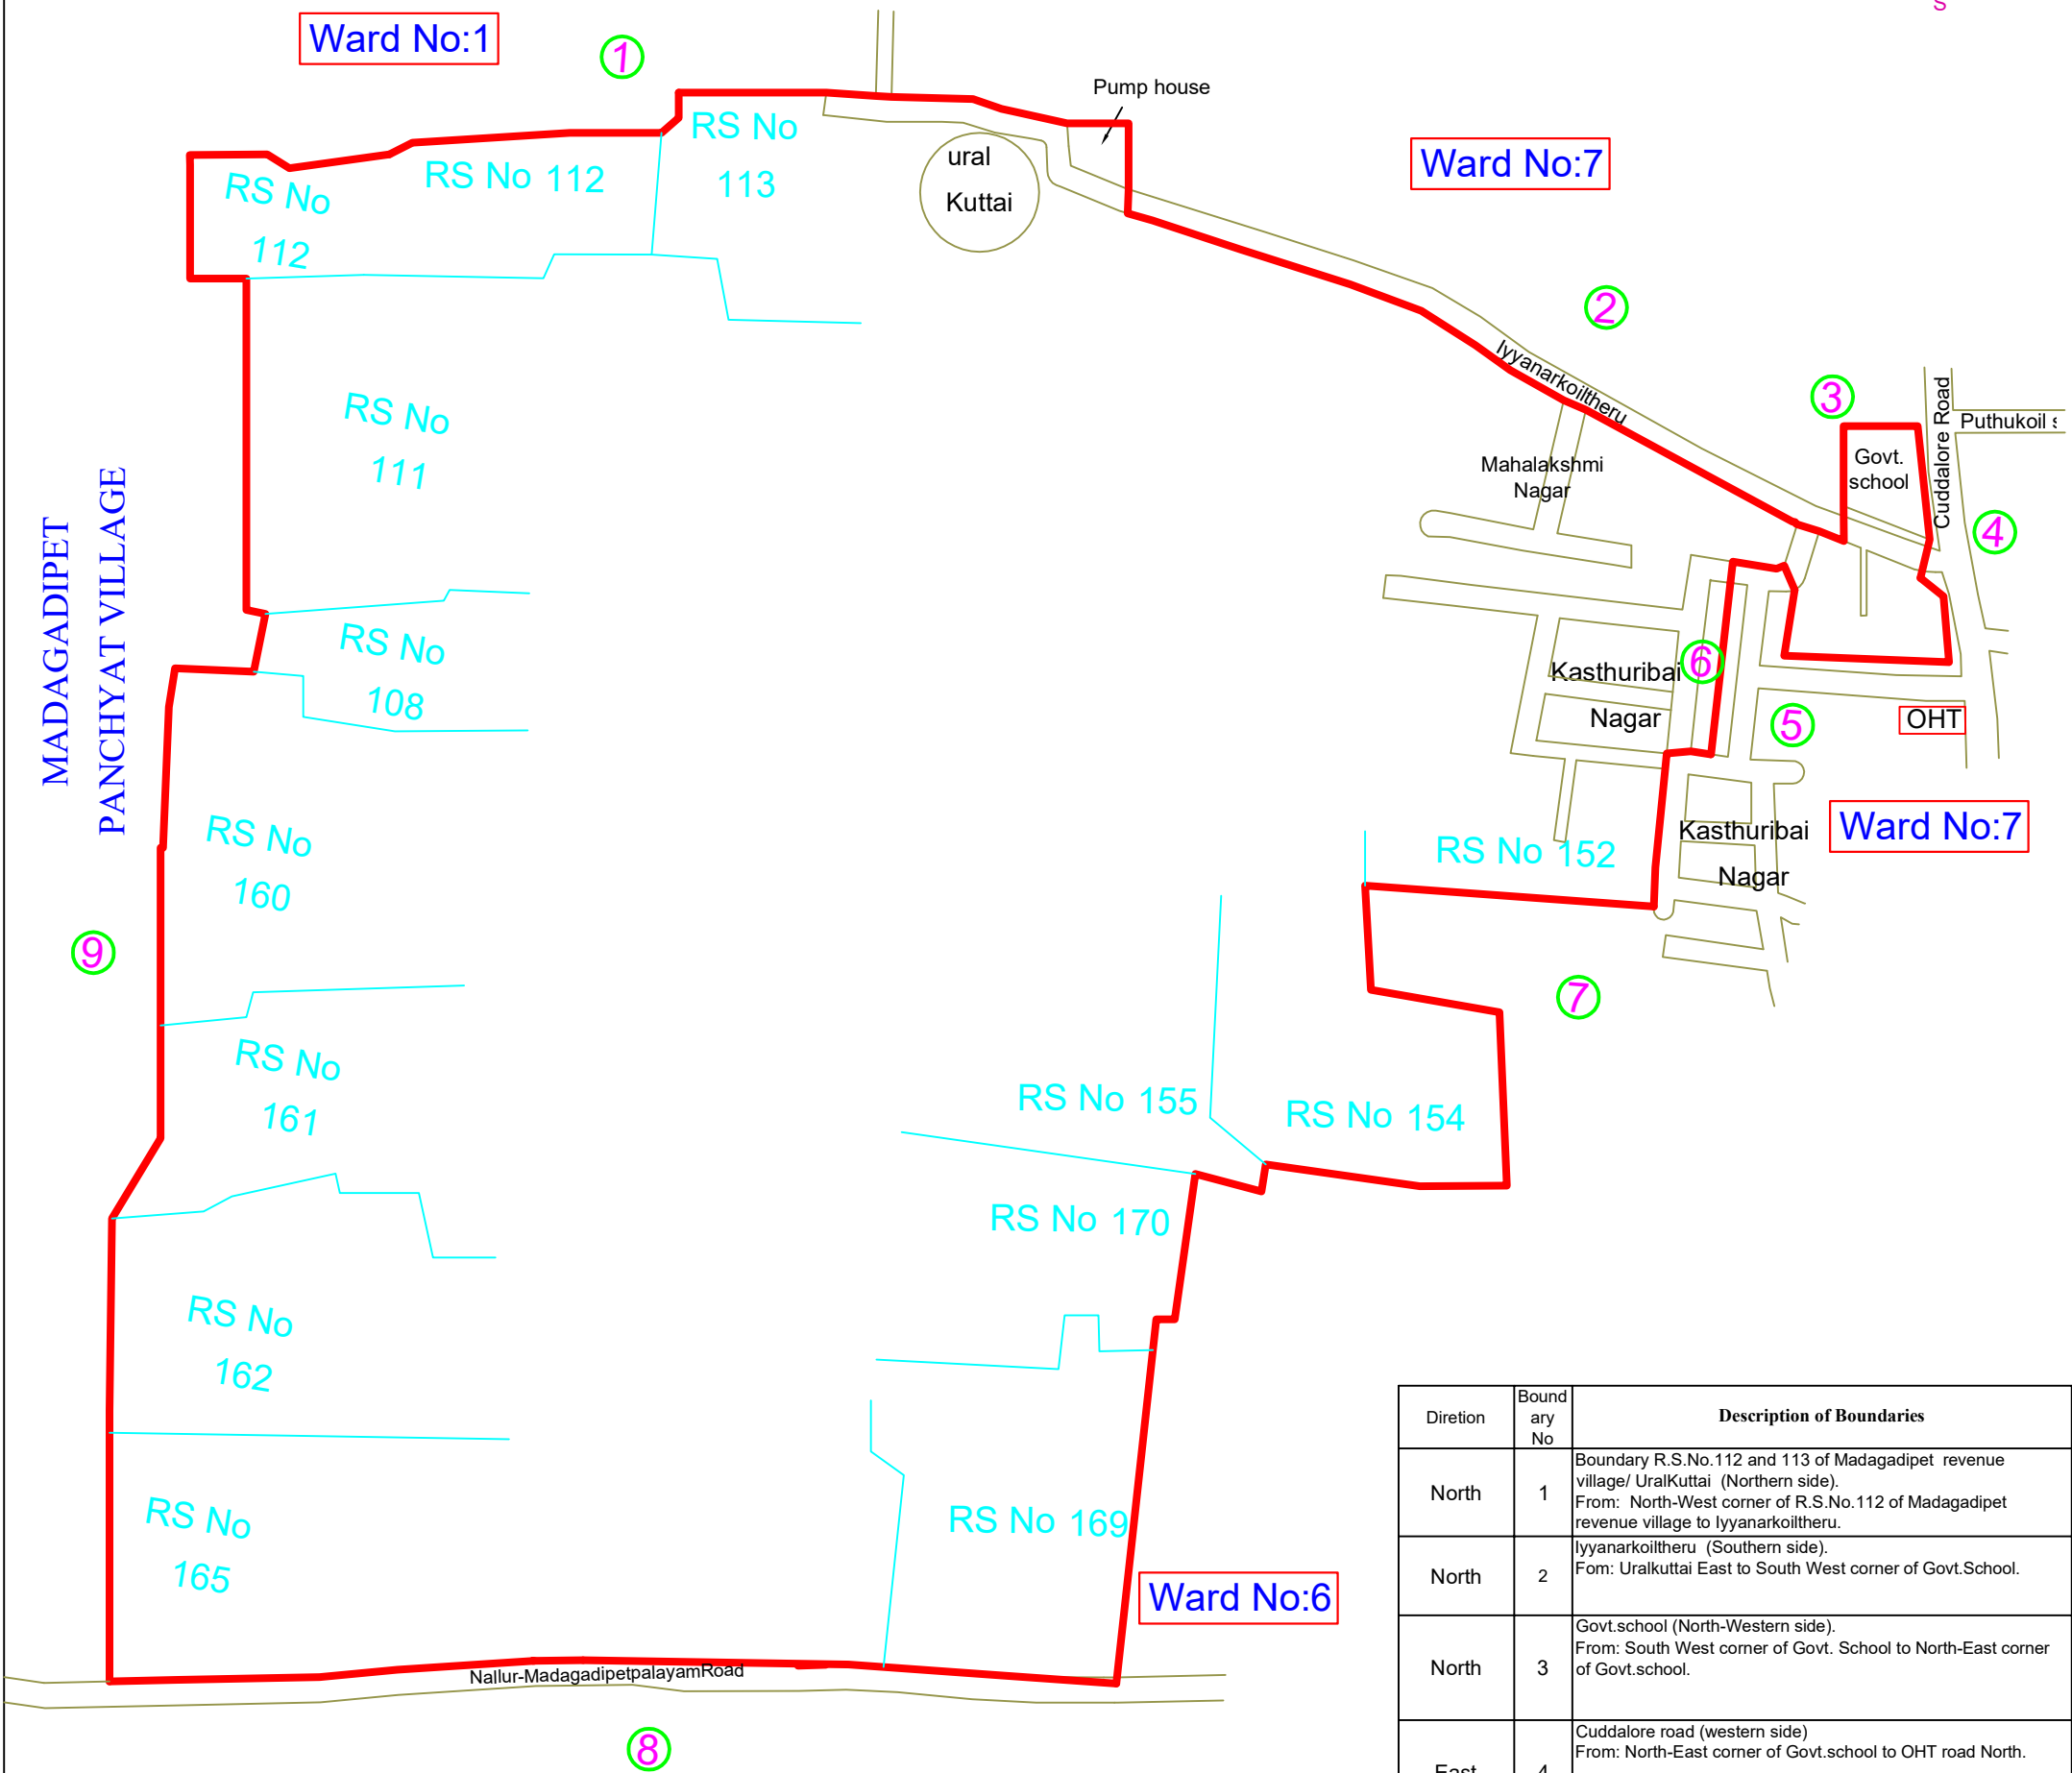 S
Ward No:1
1
Pump house
RS No
113
ural
Kuttai
Ward No:7
RS No 112
RS No
112
2
Iyyanarkoiltheru
3
Cuddalore Road
Puthukoil
Govt.
school
4
RS No
111
Mahalakshmi
Nagar
MADAGADIPET
PANCHYAT VILLAGE
RS No
108
6
Kasthuribai
Nagar
5
OHT
RS No
160
RS No 152
Kasthuribai
Nagar
Ward No:7
9
7
RS No
161
RS No 155
RS No 154
RS No 170
RS No
162
RS No
165
RS No 169
Ward No:6
Nallur-MadagadipetpalayamRoad
8
Diretion
Bound
ary
No
Description of Boundaries
North
1
Boundary R.S.No.112 and 113 of Madagadipet revenue
village/ UralKuttai (Northern side).
From: North-West corner of R.S.No.112 of Madagadipet
revenue village to Iyyanarkoiltheru.
North
2
Iyyanarkoiltheru (Southern side).
Fom: Uralkuttai East to South West corner of Govt.School.
North
3
Govt.school (North-Western side).
From: South West corner of Govt. School to North-East corner
of Govt.school.
East
4
Cuddalore road (western side)
From: North-East corner of Govt.school to OHT road North.